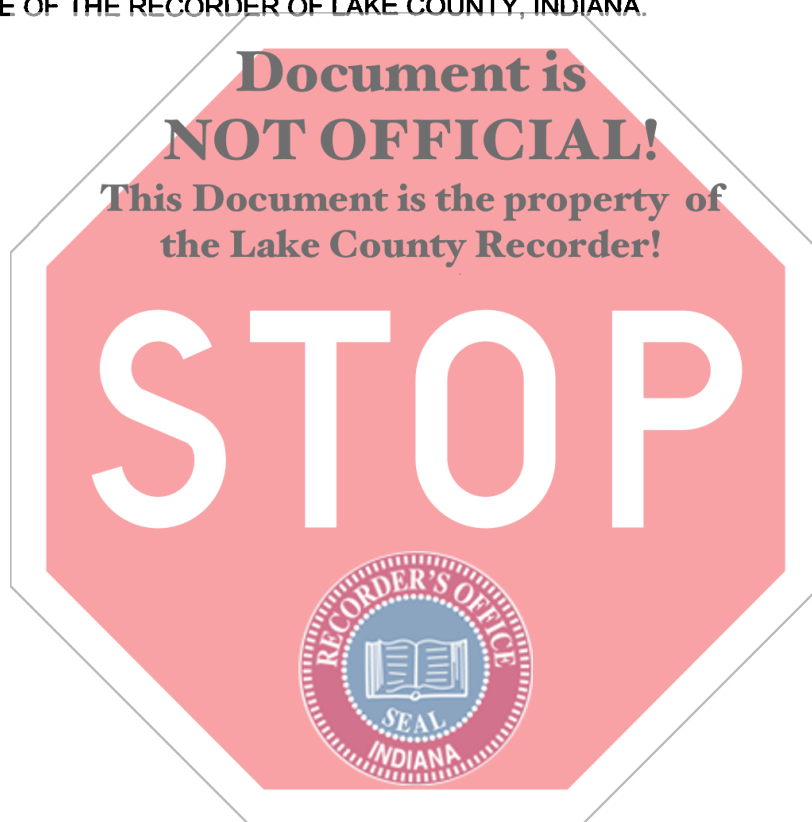 E OF THE RECORDER OF LAKE COUNTY, INDIANA.
Document is
NOT OFFICIAL!
This Document is the property of
the Lake County Recorder!
STOP
RECORDER'S OFFICE
SEAL
INDIANA